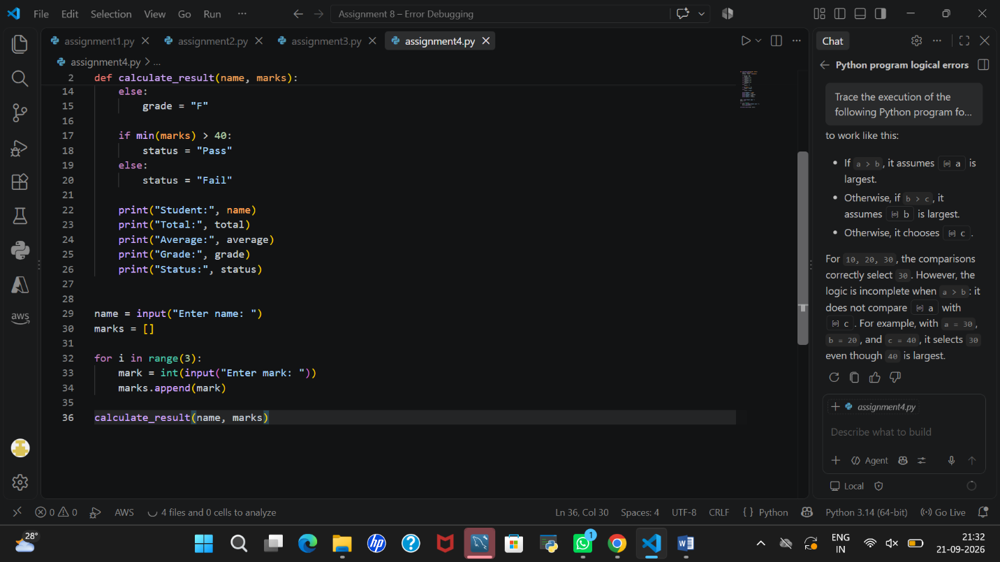 File Edit Selection View Go Run ···
Assignment 8 – Error Debugging
assignment1.py
assignment2.py
assignment3.py
assignment4.py
assignment4.py > ...
2 def calculate_result(name, marks):
14 else:
15 grade = "F"
16
17 if min(marks) > 40:
18 status = "Pass"
19 else:
20 status = "Fail"
21
22 print("Student:", name)
23 print("Total:", total)
24 print("Average:", average)
25 print("Grade:", grade)
26 print("Status:", status)
27
28
29 name = input("Enter name: ")
30 marks = []
31
32 for i in range(3):
33 mark = int(input("Enter mark: "))
34 marks.append(mark)
35
36 calculate_result(name, marks)
Chat
Python program logical errors
Trace the execution of the
following Python program fo...
to work like this:
• If a > b , it assumes a is
largest.
• Otherwise, if b > c , it
assumes b is largest.
• Otherwise, it chooses c .
For 10, 20, 30 , the comparisons
correctly select 30 . However, the
logic is incomplete when a > b : it
does not compare a with
c . For example, with a = 30 ,
b = 20 , and c = 40 , it selects 30
even though 40 is largest.
assignment4.py
Describe what to build
Agent
Local
aws
0 0 AWS 4 files and 0 cells to analyze
Ln 36, Col 30 Spaces: 4 UTF-8 CRLF { } Python Python 3.14 (64-bit) Go Live
28°
hp
1
ENG
IN
21:32
21-09-2026